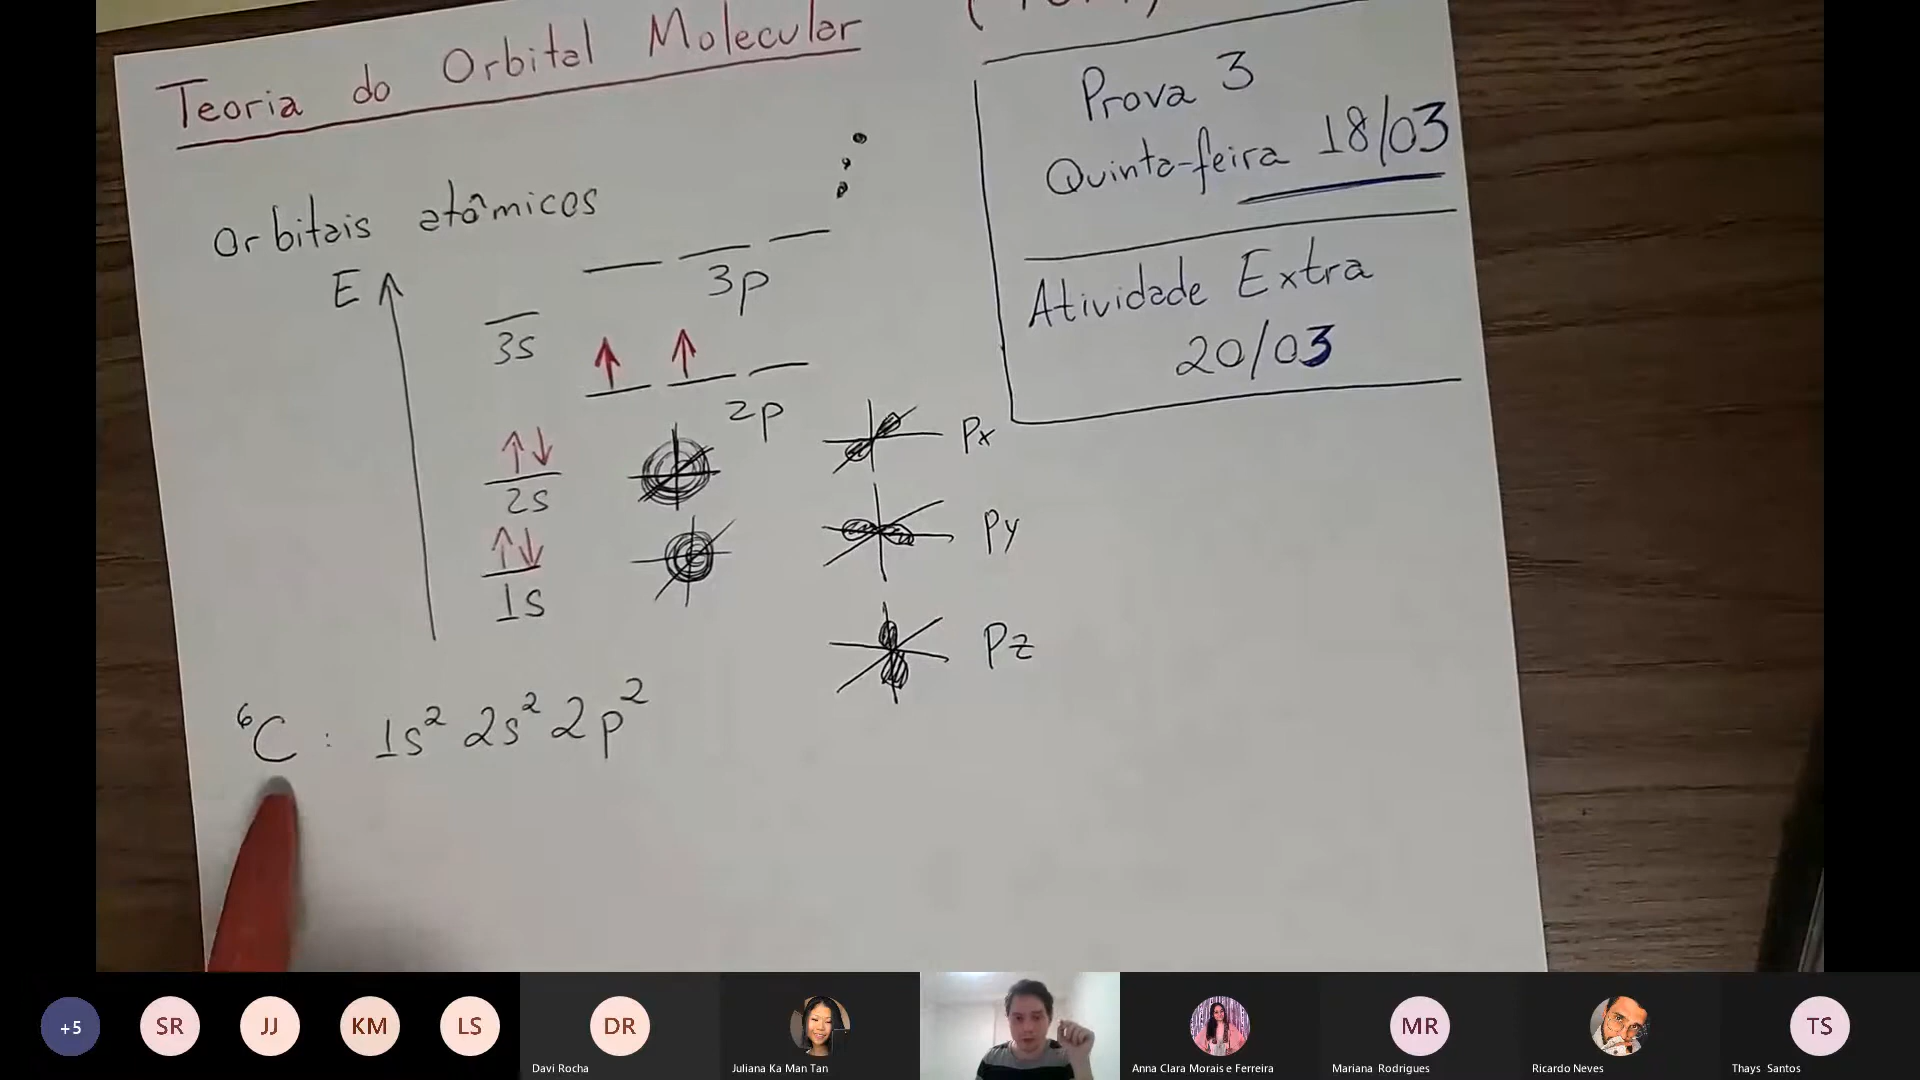 Teoria do Orbital Molecular
Prova 3
Quinta-feira 18/03
Atividade Extra
20/03
Orbitais atômicos
E
3p
3s
2p
2s
1s
Px
Py
Pz
⁶C : 1s² 2s² 2p²
+5
SR
JJ
KM
LS
DR
Davi Rocha
Juliana Ka Man Tan
Anna Clara Morais e Ferreira
MR
Mariana Rodrigues
Ricardo Neves
TS
Thays Santos